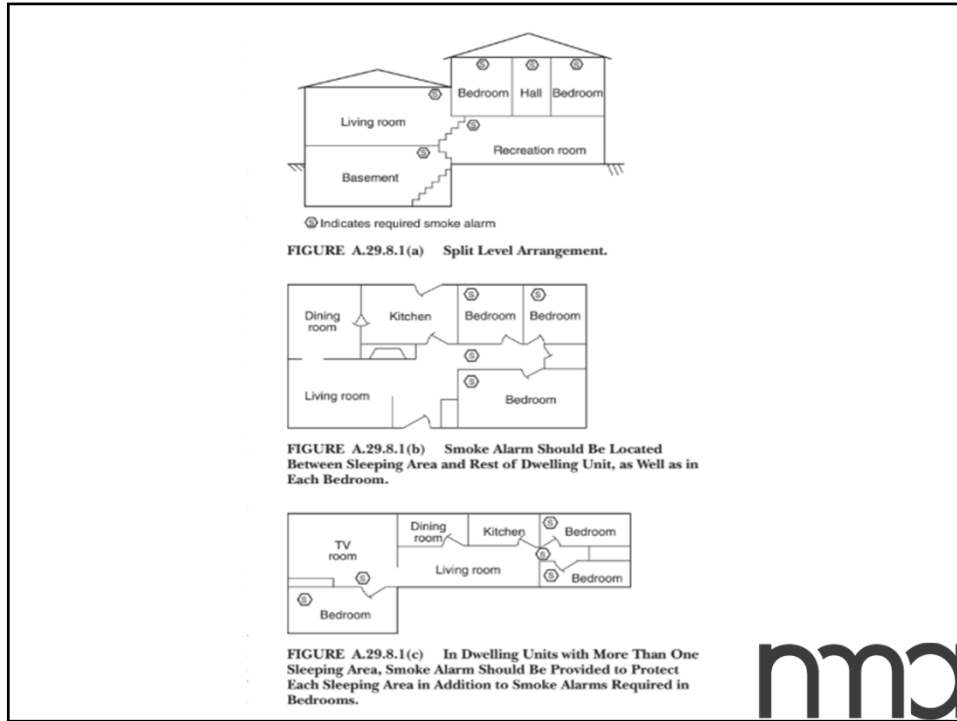 Ⓢ Ⓢ Ⓢ
Bedroom Hall Bedroom
Ⓢ
Living room
Ⓢ
Ⓢ
Recreation room
Basement
Ⓢ Indicates required smoke alarm
FIGURE A.29.8.1(a) Split Level Arrangement.
Ⓢ Ⓢ
Dining
room
Kitchen
Bedroom
Bedroom
Ⓢ
Ⓢ
Living room
Bedroom
FIGURE A.29.8.1(b) Smoke Alarm Should Be Located
Between Sleeping Area and Rest of Dwelling Unit, as Well as in
Each Bedroom.
Dining
room
Kitchen
Ⓢ
Bedroom
TV
room
Ⓢ
Living room
Ⓢ
Ⓢ
Bedroom
Ⓢ
Bedroom
FIGURE A.29.8.1(c) In Dwelling Units with More Than One
Sleeping Area, Smoke Alarm Should Be Provided to Protect
Each Sleeping Area in Addition to Smoke Alarms Required in
Bedrooms.